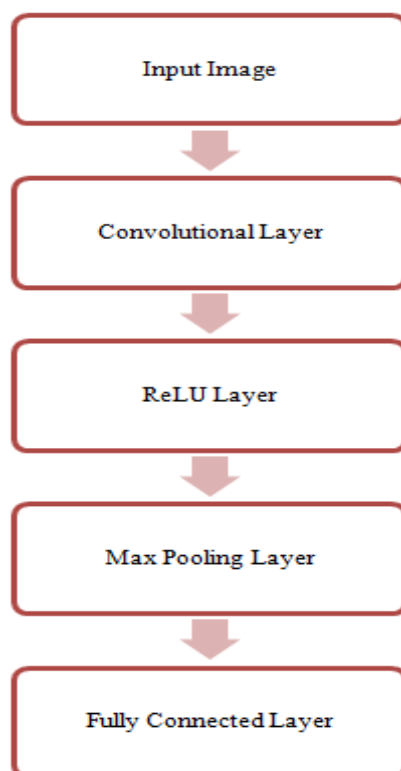 Input Image
Convolutional Layer
ReLU Layer
Max Pooling Layer
Fully Connected Layer